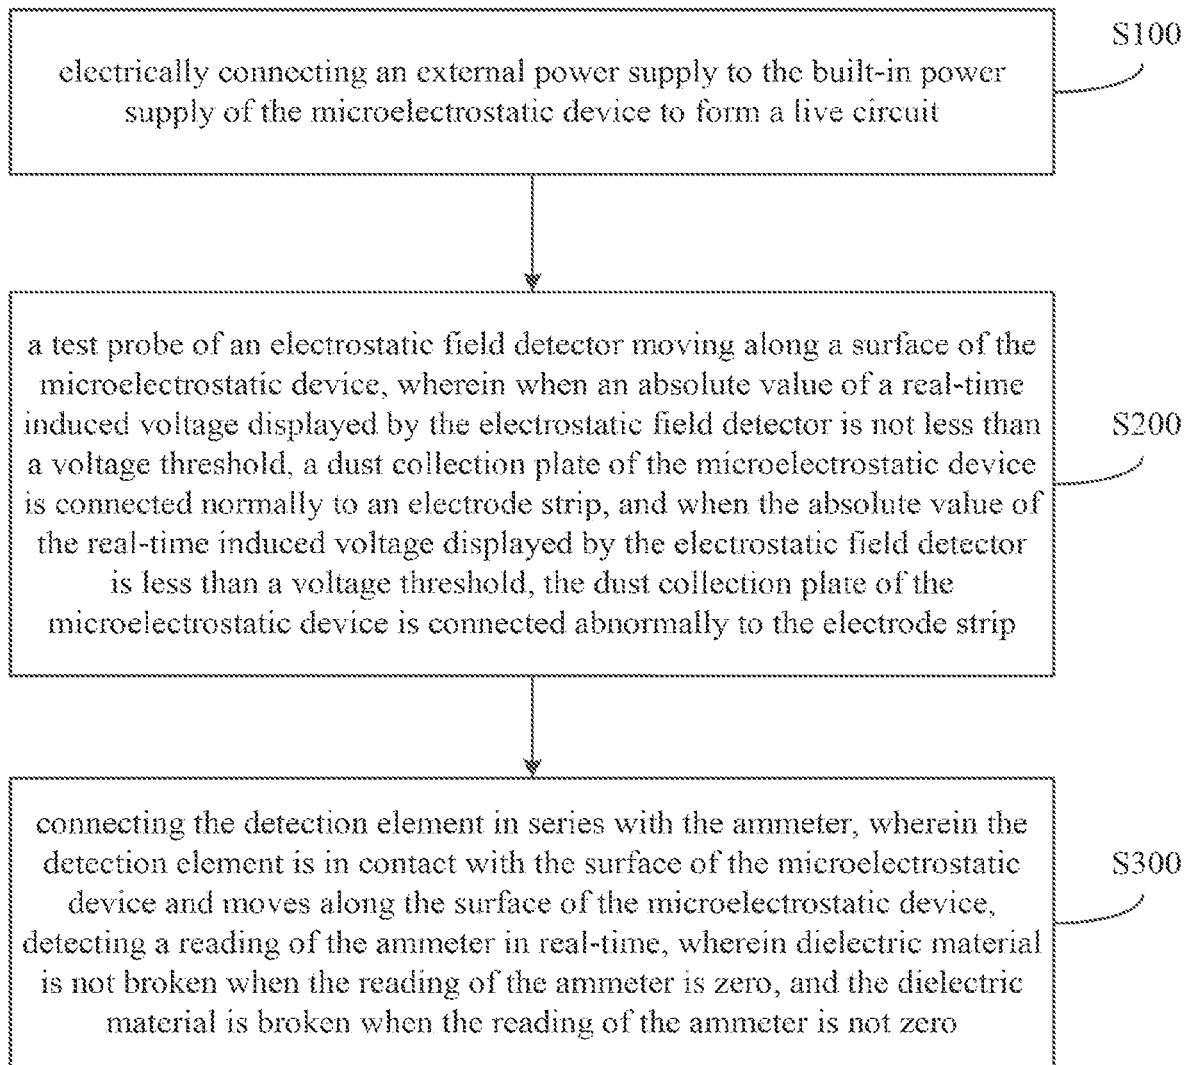 S100
electrically connecting an external power supply to the built-in power
supply of the microelectrostatic device to form a live circuit
a test probe of an electrostatic field detector moving along a surface of the
microelectrostatic device, wherein when an absolute value of a real-time
induced voltage displayed by the electrostatic field detector is not less than
a voltage threshold, a dust collection plate of the microelectrostatic device
is connected normally to an electrode strip, and when the absolute value of
the real-time induced voltage displayed by the electrostatic field detector
is less than a voltage threshold, the dust collection plate of the
microelectrostatic device is connected abnormally to the electrode strip
S200
connecting the detection element in series with the ammeter, wherein the
detection element is in contact with the surface of the microelectrostatic
device and moves along the surface of the microelectrostatic device,
detecting a reading of the ammeter in real-time, wherein dielectric material
is not broken when the reading of the ammeter is zero, and the dielectric
material is broken when the reading of the ammeter is not zero
S300